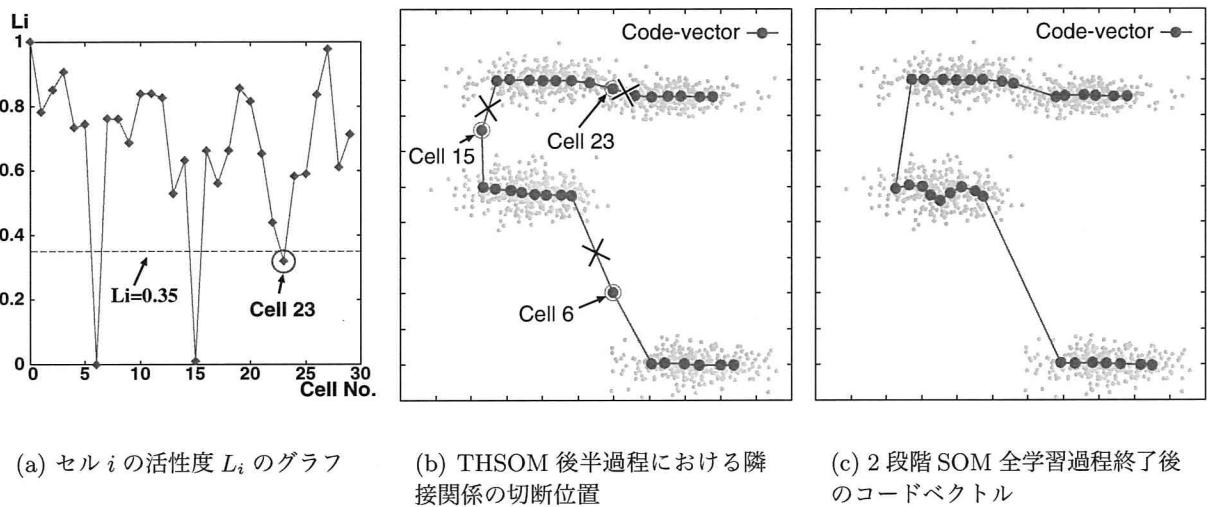 Li
1
0.8
0.6
0.4
0.2
0
Li=0.35
Cell 23
0
5
10
15
20
25
30
Cell No.
Code-vector
Cell 15
Cell 23
Cell 6
Code-vector
(a) セル i の活性度 Li のグラフ
(b) THSOM 後半過程における隣
接関係の切断位置
(c) 2 段階 SOM 全学習過程終了後
のコードベクトル